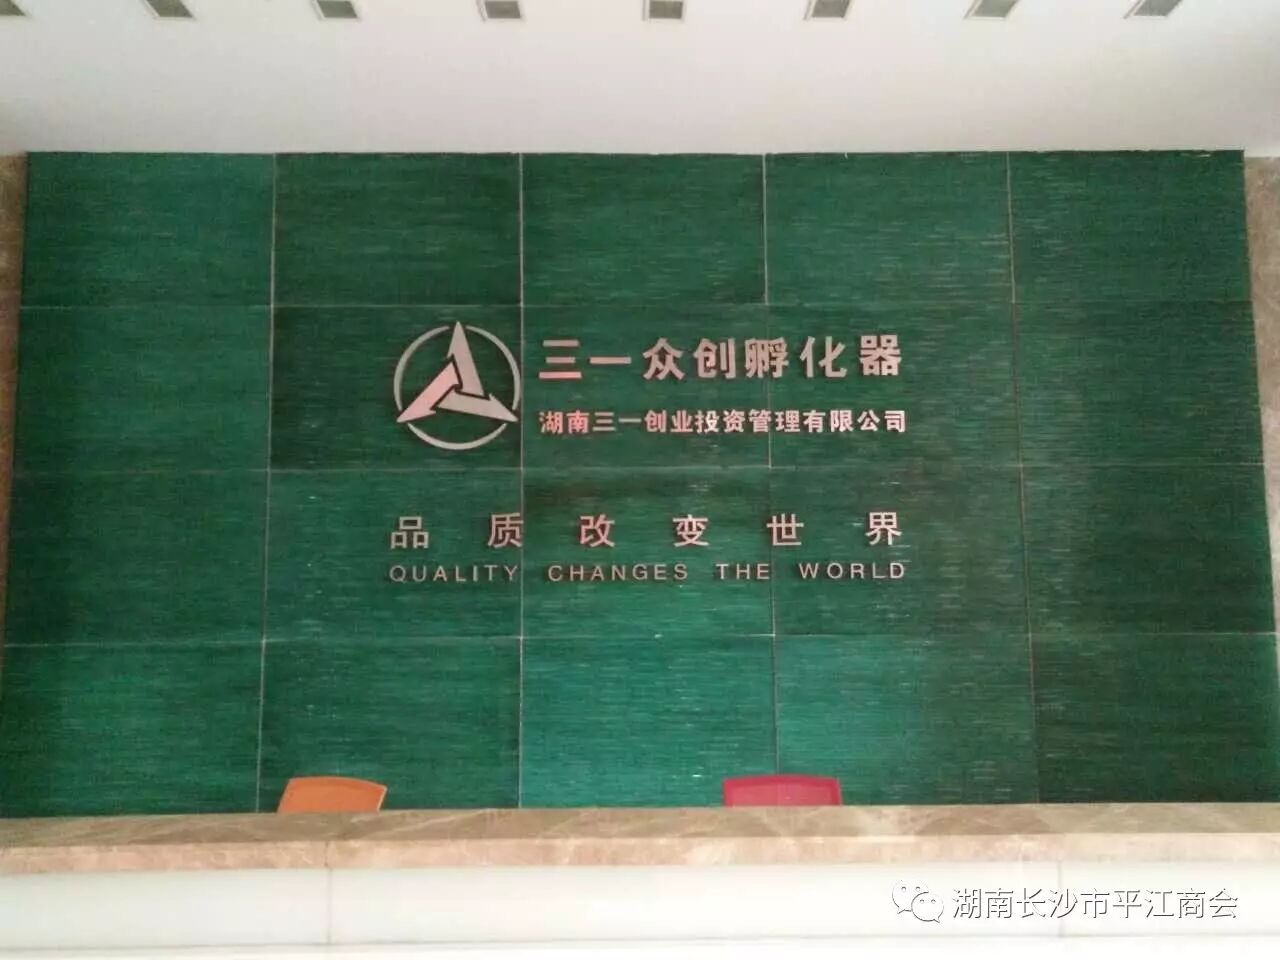 三一众创孵化器
湖南三一创业投资管理有限公司
品质改变世界
QUALITY CHANGES THE WORLD
湖南长沙市平江商会